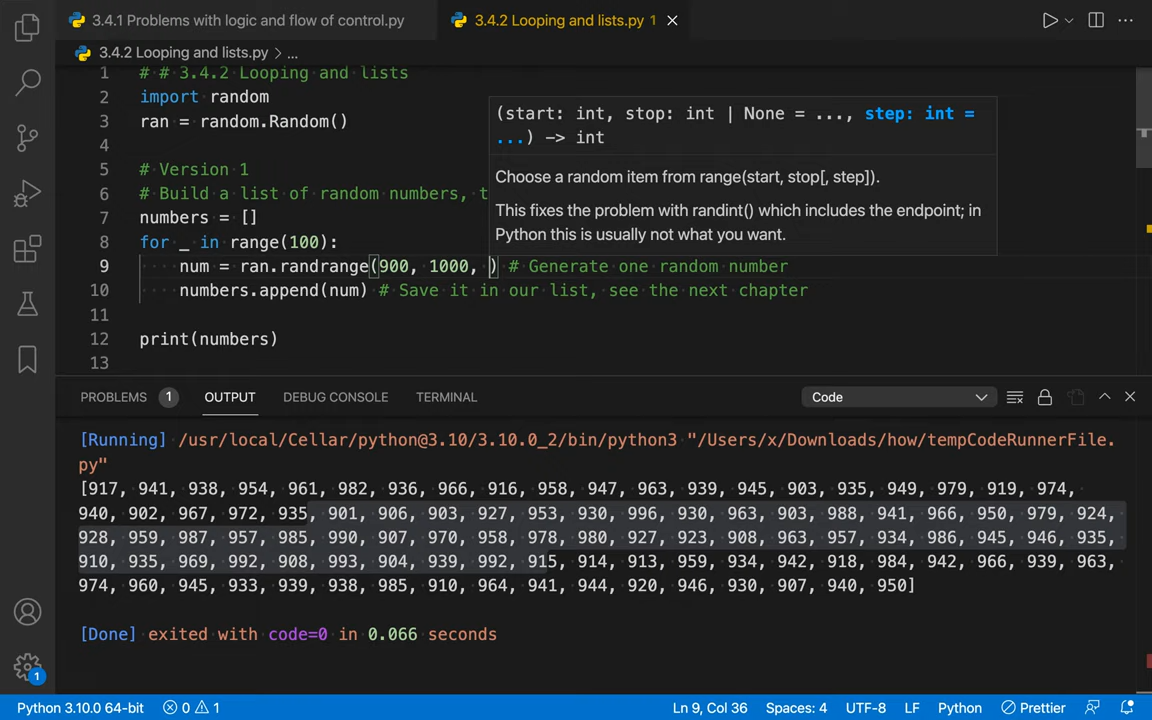 3.4.1 Problems with logic and flow of control.py
3.4.2 Looping and lists.py 1
3.4.2 Looping and lists.py > ...
1 # # 3.4.2 Looping and lists
2 import random
3 ran = random.Random()
4
5 # Version 1
6 # Build a list of random numbers, t
7 numbers = []
8 for _ in range(100):
9 num = ran.randrange(900, 1000, ) # Generate one random number
10 numbers.append(num) # Save it in our list, see the next chapter
11
12 print(numbers)
13
(start: int, stop: int | None = ..., step: int =
...) -> int
Choose a random item from range(start, stop[, step]).
This fixes the problem with randint() which includes the endpoint; in
Python this is usually not what you want.
PROBLEMS 1 OUTPUT DEBUG CONSOLE TERMINAL Code
[Running] /usr/local/Cellar/python@3.10/3.10.0_2/bin/python3 "/Users/x/Downloads/how/tempCodeRunnerFile.
py"
[917, 941, 938, 954, 961, 982, 936, 966, 916, 958, 947, 963, 939, 945, 903, 935, 949, 979, 919, 974,
940, 902, 967, 972, 935, 901, 906, 903, 927, 953, 930, 996, 930, 963, 903, 988, 941, 966, 950, 979, 924,
928, 959, 987, 957, 985, 990, 907, 970, 958, 978, 980, 927, 923, 908, 963, 957, 934, 986, 945, 946, 935,
910, 935, 969, 992, 908, 993, 904, 939, 992, 915, 914, 913, 959, 934, 942, 918, 984, 942, 966, 939, 963,
974, 960, 945, 933, 939, 938, 985, 910, 964, 941, 944, 920, 946, 930, 907, 940, 950]
[Done] exited with code=0 in 0.066 seconds
1
Python 3.10.0 64-bit 0 1 Ln 9, Col 36 Spaces: 4 UTF-8 LF Python Prettier